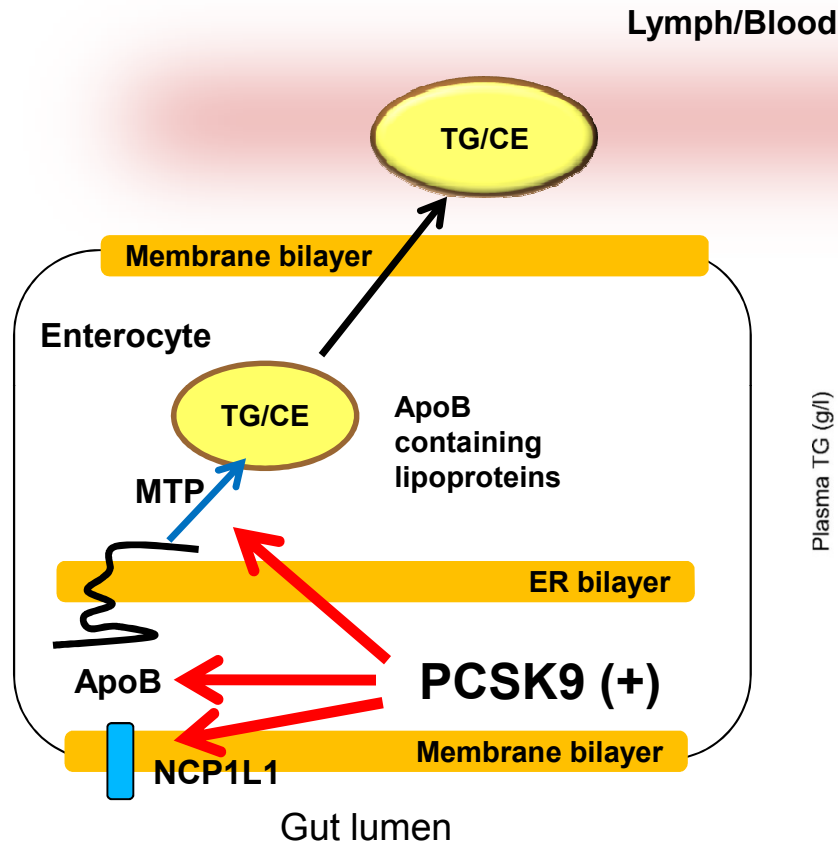 Lymph/Blood
TG/CE
Membrane bilayer
Enterocyte
TG/CE
ApoB
containing
lipoproteins
MTP
Plasma TG (g/l)
ER bilayer
ApoB
PCSK9 (+)
Membrane bilayer
NCP1L1
Gut lumen